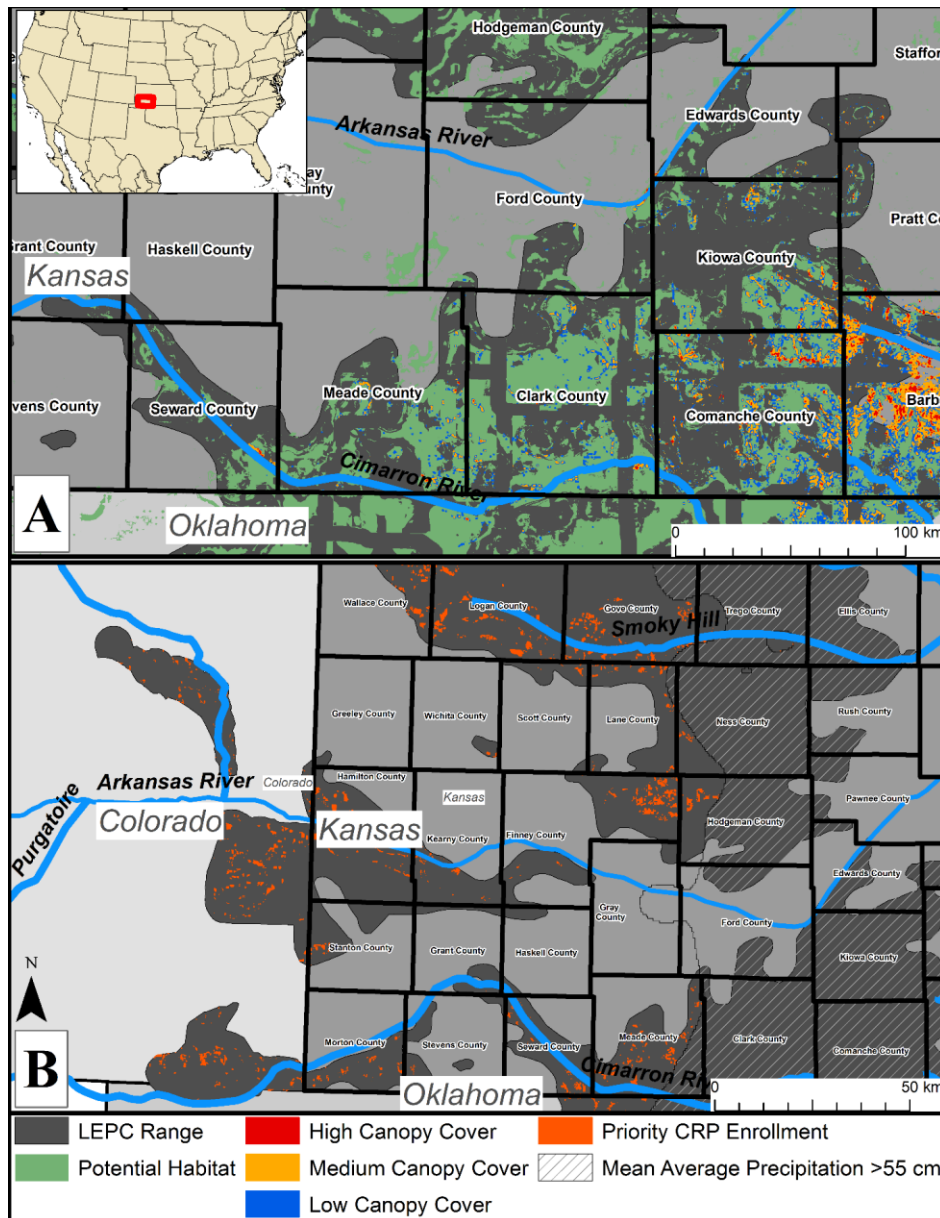 Hodgeman County
Staffor
Edwards County
Arkansas River
ay
County
Ford County
Pratt Co
Grant County
Haskell County
Kiowa County
Kansas
Meade County
Clark County
vens County
Seward County
Comanche County
Barb
Cimarron River
A
Oklahoma
0 100 km
Wallace County
Logan County
Gove County
Trego County
Ellis County
Smoky Hill
Greeley County
Wichita County
Scott County
Lane County
Ness County
Rush County
Arkansas River
Colorado
Hamilton County
Kansas
Pawnee County
Colorado
Kansas
Hodgeman County
Purgatoire
Kearny County
Finney County
Edwards County
Gray
County
Ford County
Stanton County
Grant County
Haskell County
Kiowa County
N
Morton County
Stevens County
Seward County
Meade County
Clark County
Comanche County
B
Cimarron Riv
Oklahoma
0 50 km
LEPC Range
High Canopy Cover
Priority CRP Enrollment
Potential Habitat
Medium Canopy Cover
Mean Average Precipitation >55 cm
Low Canopy Cover